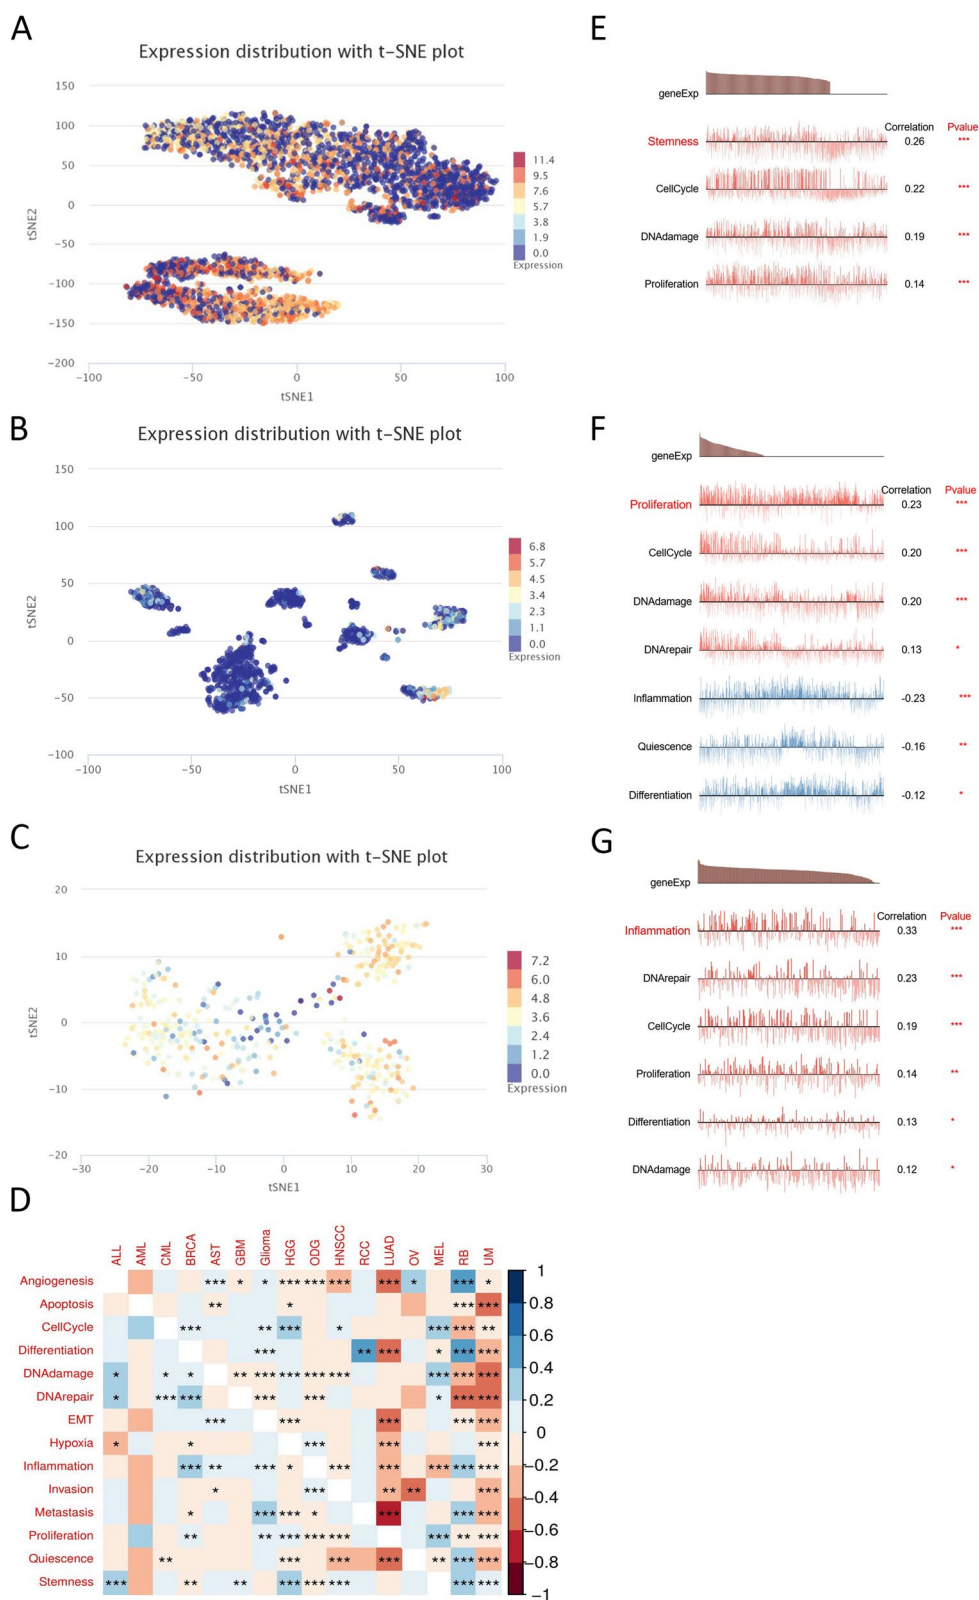 A
Expression distribution with t-SNE plot
150
100
50
0
−50
−100
−150
−200
−100
−50
0
50
100
tSNE2
tSNE1
11.4
9.5
7.6
5.7
3.8
1.9
0.0
Expression
B
Expression distribution with t-SNE plot
150
100
50
0
−50
−100
−100
−50
0
50
100
tSNE2
tSNE1
6.8
5.7
4.5
3.4
2.3
1.1
0.0
Expression
C
Expression distribution with t-SNE plot
20
10
0
−10
−20
−30
−20
−10
0
10
20
30
tSNE2
tSNE1
7.2
6.0
4.8
3.6
2.4
1.2
0.0
Expression
D
ALL
AML
CML
BRCA
AST
GBM
Glioma
HGG
ODG
HNSCC
RCC
LUAD
OV
MEL
RB
UM
Angiogenesis *** * * *** *** *** *** * *** *
Apoptosis ** * *** ***
CellCycle *** ** *** * *** *** **
Differentiation *** ** *** * *** ***
DNAdamage * * * ** *** *** *** *** *** *** ***
DNArepair * *** *** *** *** * *** ***
EMT *** *** *** *** ***
Hypoxia * * *** *** ***
Inflammation *** ** *** * *** *** *** *** ***
Invasion * *** ** ** ***
Metastasis * *** *** * *** *** ***
Proliferation ** ** *** *** *** *** ** ***
Quiescence ** *** *** *** ** *** ***
Stemness *** ** ** *** *** *** *** ***
1
0.8
0.6
0.4
0.2
0
−0.2
−0.4
−0.6
−0.8
−1
E
geneExp
Correlation Pvalue
Stemness 0.26 ***
CellCycle 0.22 ***
DNAdamage 0.19 ***
Proliferation 0.14 ***
F
geneExp
Correlation Pvalue
Proliferation 0.23 ***
CellCycle 0.20 ***
DNAdamage 0.20 ***
DNArepair 0.13 *
Inflammation -0.23 ***
Quiescence -0.16 **
Differentiation -0.12 *
G
geneExp
Correlation Pvalue
Inflammation 0.33 ***
DNArepair 0.23 ***
CellCycle 0.19 ***
Proliferation 0.14 **
Differentiation 0.13 *
DNAdamage 0.12 *